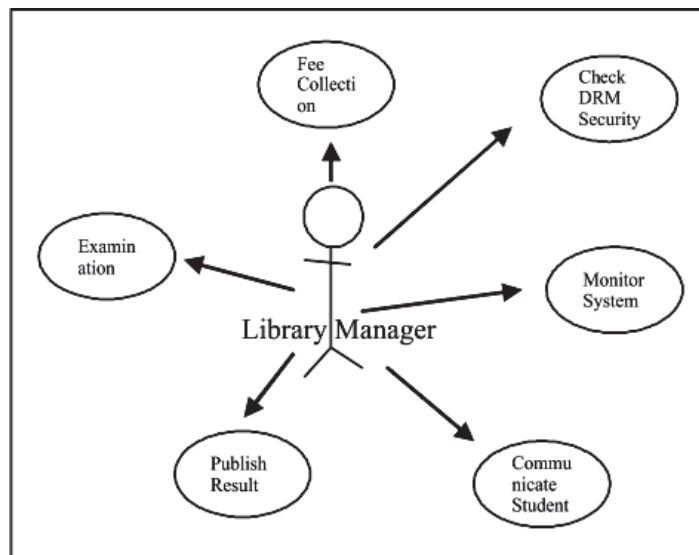 Fee
Collecti
on
Check
DRM
Security
Examin
ation
Monitor
System
Library Manager
Publish
Result
Commu
nicate
Student